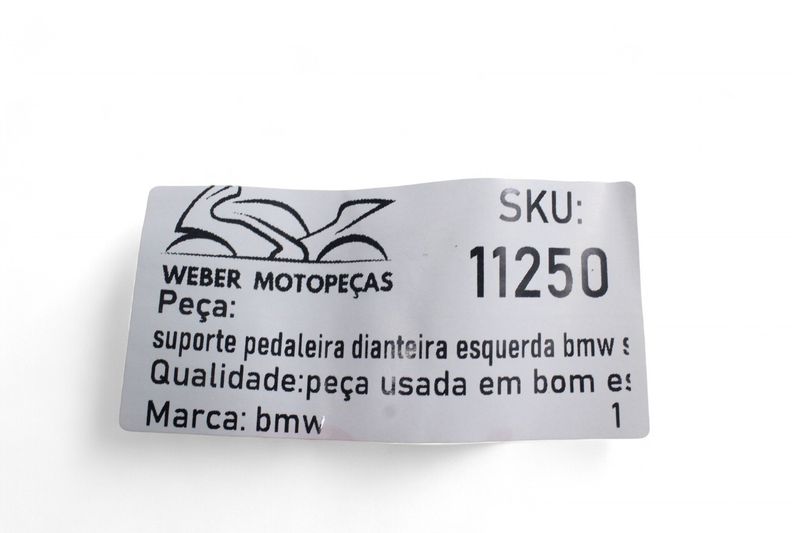 WEBER MOTOPEÇAS
SKU:
11250
Peça:
suporte pedaleira dianteira esquerda bmw
Qualidade:peça usada em bom
Marca: bmw
1